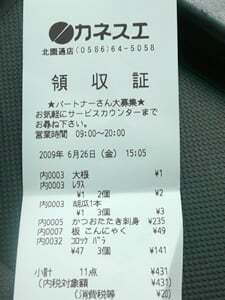 カネスエ
北園通店(0586)64-5058
領収証
★パートナーさん大募集★
お気軽にサービスカウンターまで
お尋ね下さい。
営業時間 09:00〜20:00
2009年 6月26日(金) 15:05
内0003 大根 ¥1
内0003 レタス
¥1 2個 ¥2
内0003 胡瓜1本
¥1 3個 ¥3
内0005 かつおたたき刺身 ¥235
内0007 板 こんにゃく ¥49
内0032 コロッケ バラ
¥47 3個 ¥141
小計 11点 ¥431
(内税対象額 ¥431)
(消費税 ¥20)